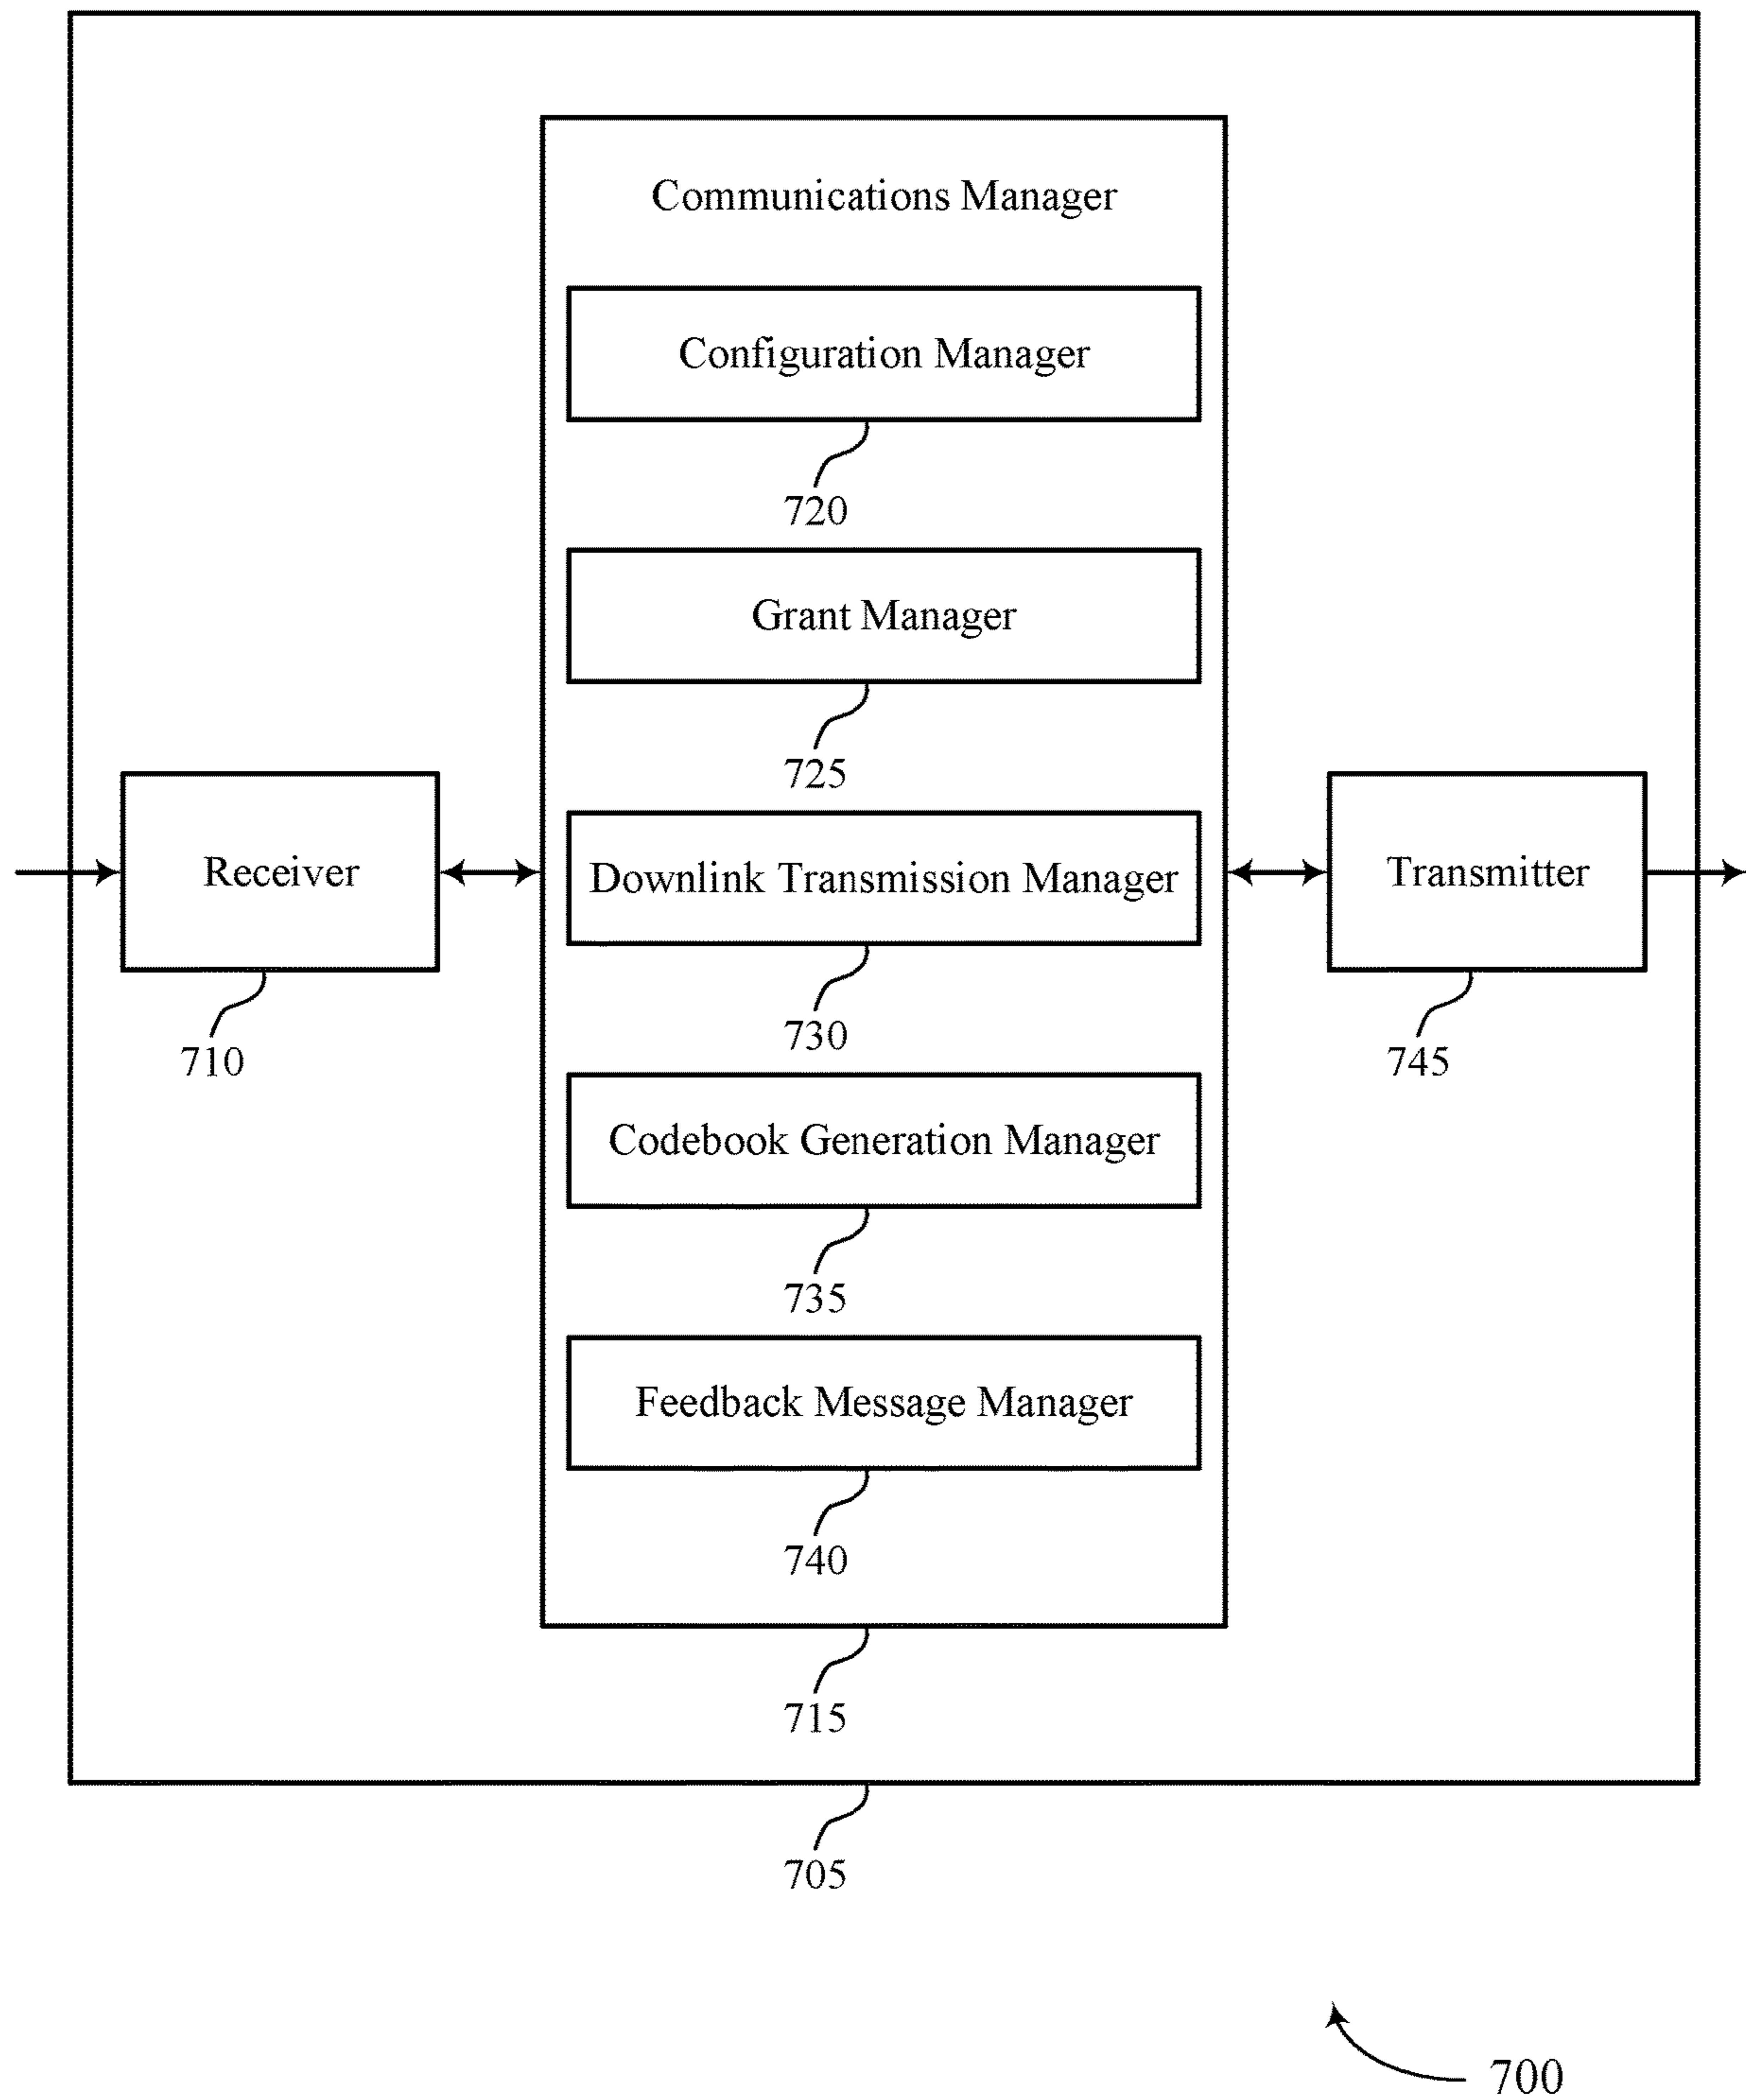 Communications Manager
Configuration Manager
720
Grant Manager
725
Receiver
710
Downlink Transmission Manager
730
Transmitter
745
Codebook Generation Manager
735
Feedback Message Manager
740
715
705
700